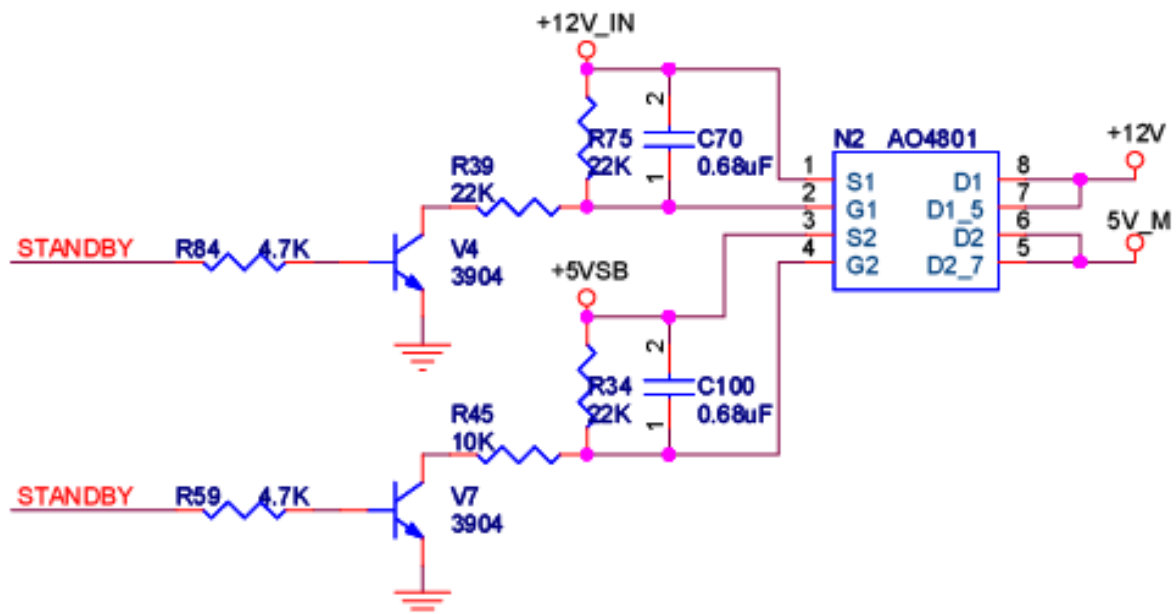 +12V_IN
2
R75
22K
C70
0.68uF
1
N2 AO4801
+12V
R39
22K
1 S1 D1 8
2 G1 D1_5 7
3 S2 D2 6
4 G2 D2_7 5
5V_M
STANDBY
R84 4.7K
V4
3904
+5VSB
2
R34
22K
C100
0.68uF
1
R45
10K
STANDBY
R59 4.7K
V7
3904